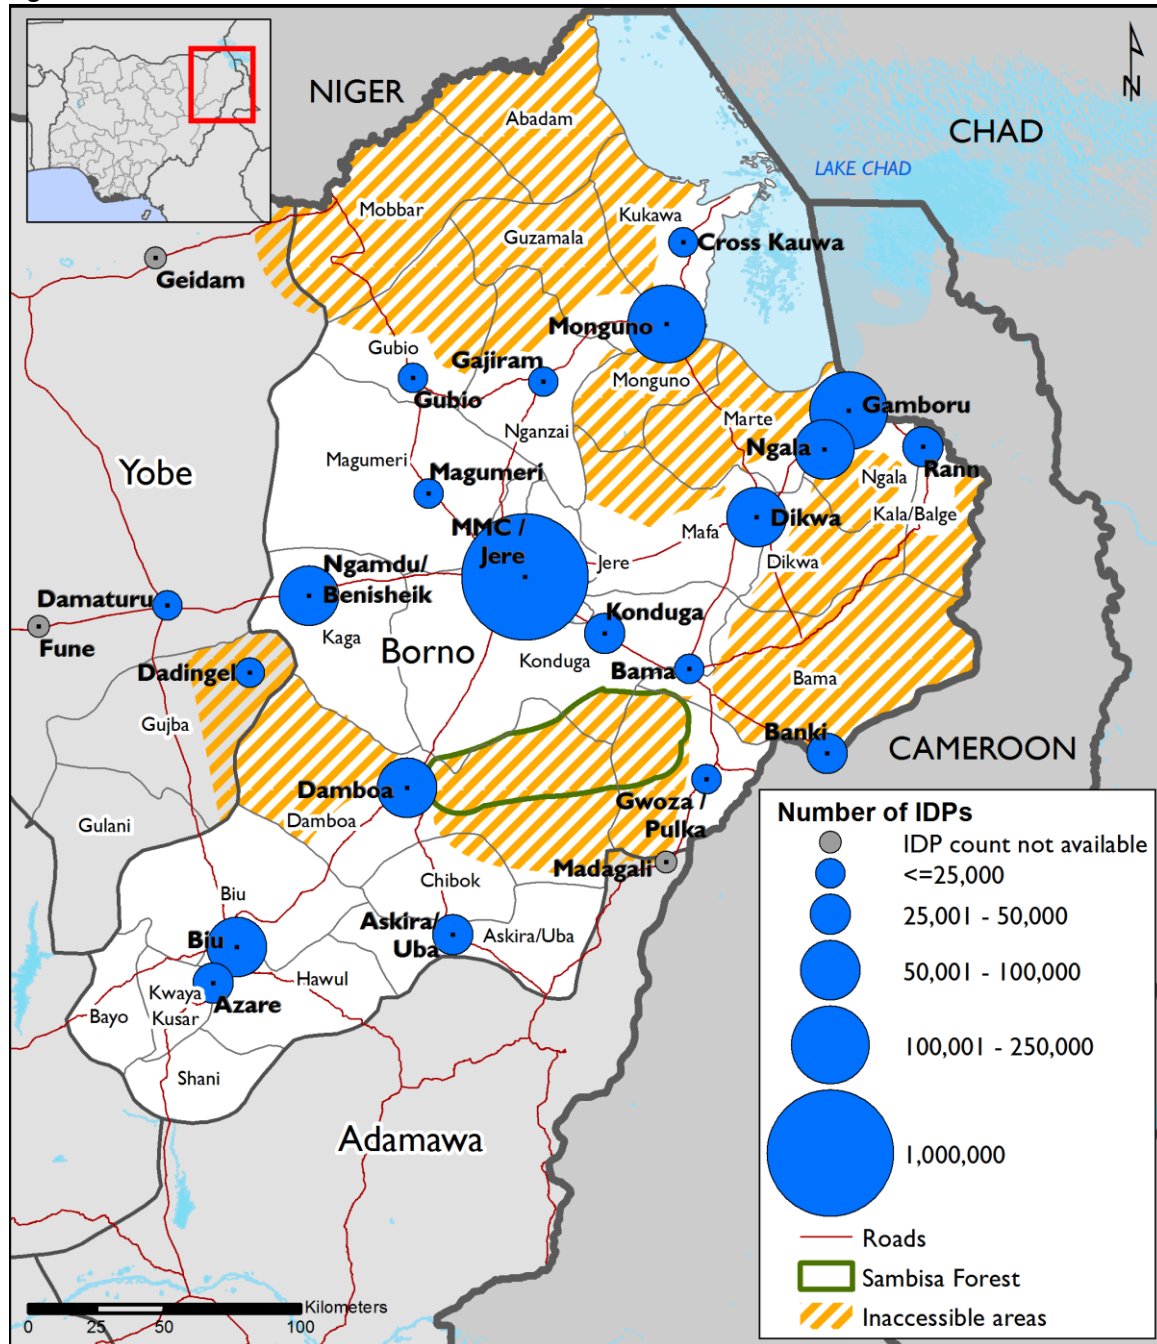 NIGER
CHAD
LAKE CHAD
N
Abadam
Mobbar
Kukawa
Guzamala
Cross Kauwa
Geidam
Monguno
Gubio
Gajiram
Monguno
Gubio
Marte
Gamboru
Nganzai
Ngala
Rann
Yobe
Magumeri
Magumeri
Ngala
MMC /
Jere
Dikwa
Kala/Balge
Mafa
Jere
Dikwa
Ngamdu/
Benisheik
Damaturu
Konduga
Fune
Kaga
Borno
Konduga
Dadingel
Bama
Bama
Gujba
Banki
CAMEROON
Damboa
Gwoza /
Pulka
Gulani
Damboa
Madagali
Chibok
Biu
Askira/
Uba
Askira/Uba
Biu
Hawul
Kwaya
Kusar
Azare
Bayo
Shani
Adamawa
Number of IDPs
IDP count not available
<=25,000
25,001 - 50,000
50,001 - 100,000
100,001 - 250,000
1,000,000
Roads
Sambisa Forest
Inaccessible areas
Kilometers
0 25 50 100